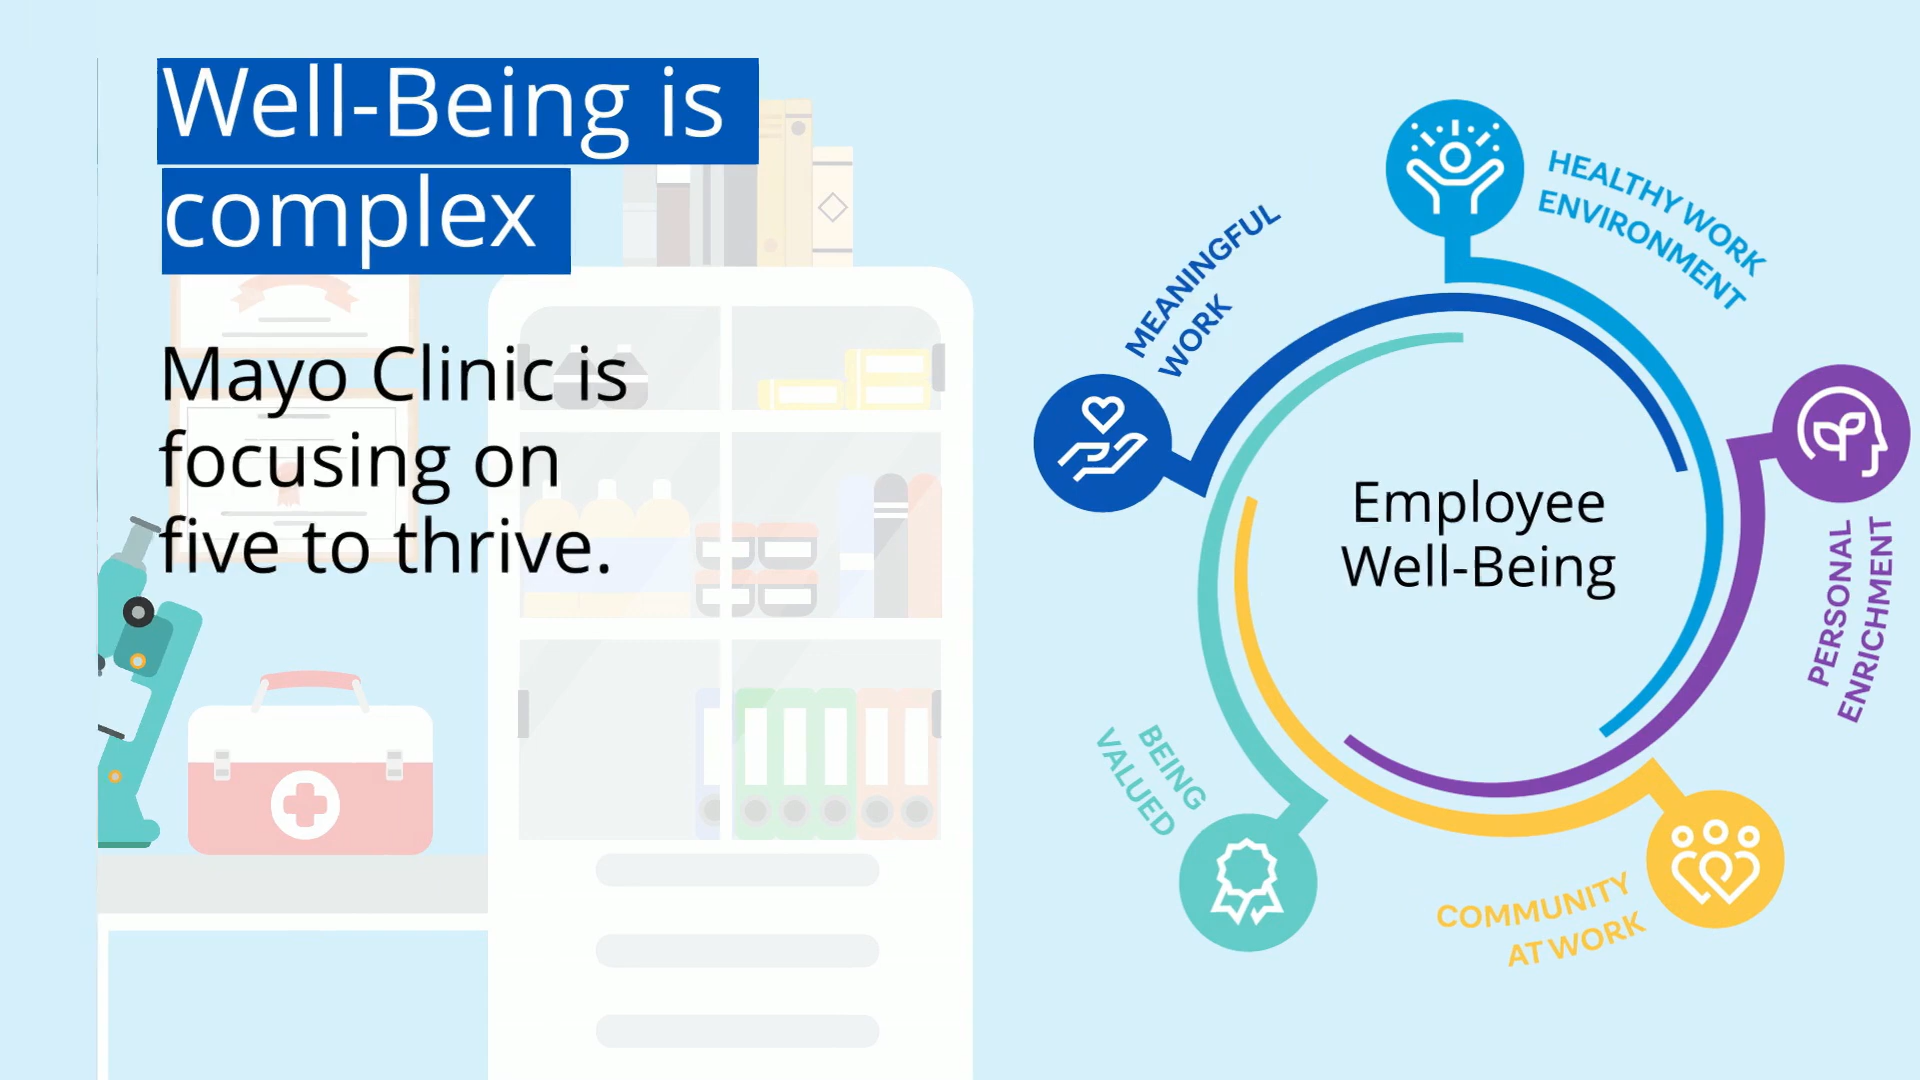 Well-Being is
complex
Mayo Clinic is
focusing on
five to thrive.
MEANINGFUL
WORK
HEALTHY WORK
ENVIRONMENT
PERSONAL
ENRICHMENT
Employee
Well-Being
BEING
VALUED
COMMUNITY
AT WORK